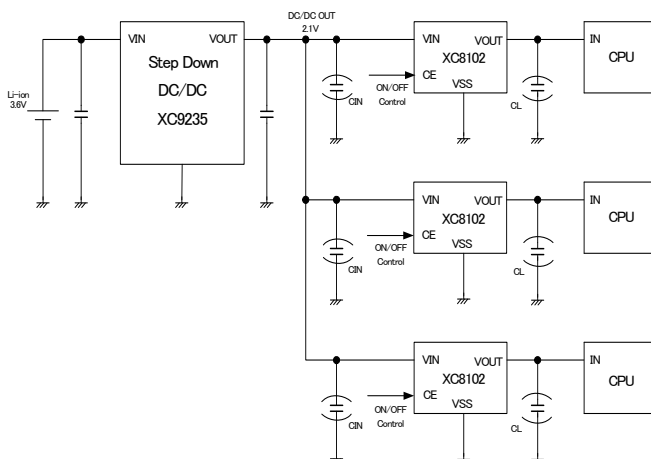 DC/DC OUT
2.1V
VIN
VOUT
Step Down
DC/DC
XC9235
Li-ion
3.6V
VIN
VOUT
XC8102
CE
VSS
ON/OFF
Control
CIN
CL
IN
CPU
VIN
VOUT
XC8102
CE
VSS
ON/OFF
Control
CIN
CL
IN
CPU
VIN
VOUT
XC8102
CE
VSS
ON/OFF
Control
CIN
CL
IN
CPU